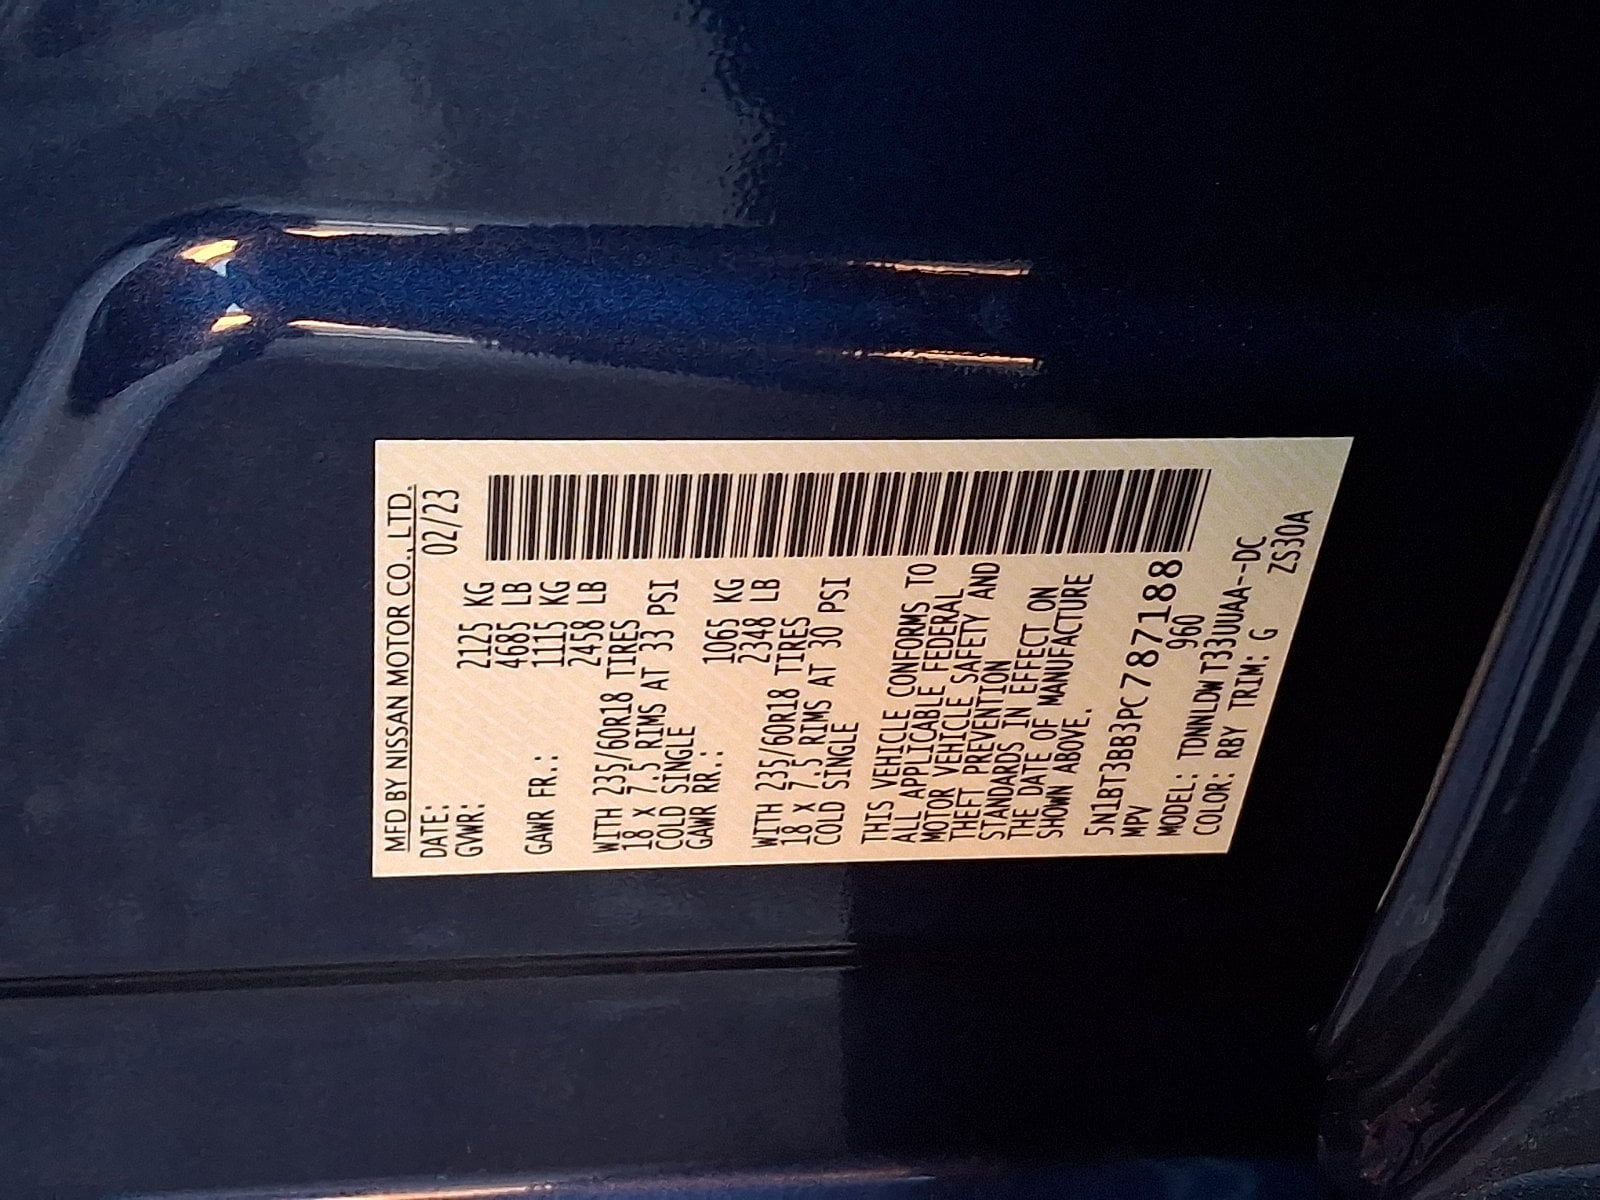 MFD BY NISSAN MOTOR CO., LTD.
DATE: 02/23
GVWR: 2125 KG
4685 LB
GAWR FR.: 1115 KG
2458 LB
WITH 235/60R18 TIRES
18 X 7.5 RIMS AT 33 PSI
COLD SINGLE
GAWR RR.: 1065 KG
2348 LB
WITH 235/60R18 TIRES
18 X 7.5 RIMS AT 30 PSI
COLD SINGLE
THIS VEHICLE CONFORMS TO
ALL APPLICABLE FEDERAL
MOTOR VEHICLE SAFETY AND
THEFT PREVENTION
STANDARDS IN EFFECT ON
THE DATE OF MANUFACTURE
SHOWN ABOVE.
5N1BT3BB3PC787188
MPV 960
MODEL: TDNNLDWT33UUAA--DC
COLOR: RBY TRIM: G ZS30A